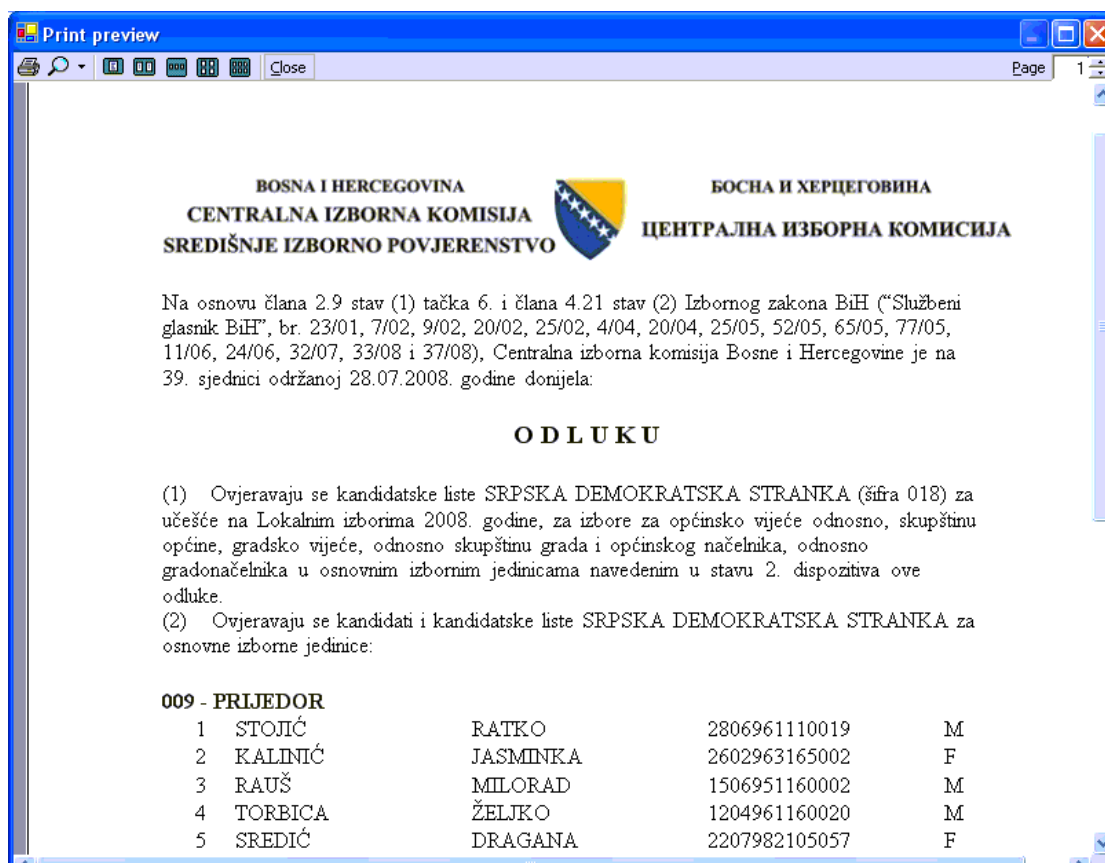 Print preview
Close
Page 1
BOSNA I HERCEGOVINA
CENTRALNA IZBORNA KOMISIJA
SREDIŠNJE IZBORNO POVJERENSTVO
БОСНА И ХЕРЦЕГОВИНА
ЦЕНТРАЛНА ИЗБОРНА КОМИСИЈА
Na osnovu člana 2.9 stav (1) tačka 6. i člana 4.21 stav (2) Izbornog zakona BiH (“Službeni
glasnik BiH”, br. 23/01, 7/02, 9/02, 20/02, 25/02, 4/04, 20/04, 25/05, 52/05, 65/05, 77/05,
11/06, 24/06, 32/07, 33/08 i 37/08), Centralna izborna komisija Bosne i Hercegovine je na
39. sjednici održanoj 28.07.2008. godine donijela:
O D L U K U
(1) Ovjeravaju se kandidatske liste SRPSKA DEMOKRATSKA STRANKA (šifra 018) za
učešće na Lokalnim izborima 2008. godine, za izbore za općinsko vijeće odnosno, skupštinu
općine, gradsko vijeće, odnosno skupštinu grada i općinskog načelnika, odnosno
gradonačelnika u osnovnim izbornim jedinicama navedenim u stavu 2. dispozitiva ove
odluke.
(2) Ovjeravaju se kandidati i kandidatske liste SRPSKA DEMOKRATSKA STRANKA za
osnovne izborne jedinice:
009 - PRIJEDOR
1 STOJIĆ RATKO 2806961110019 M
2 KALINIĆ JASMINKA 2602963165002 F
3 RAUŠ MILORAD 1506951160002 M
4 TORBICA ŽELJKO 1204961160020 M
5 SREDIĆ DRAGANA 2207982105057 F